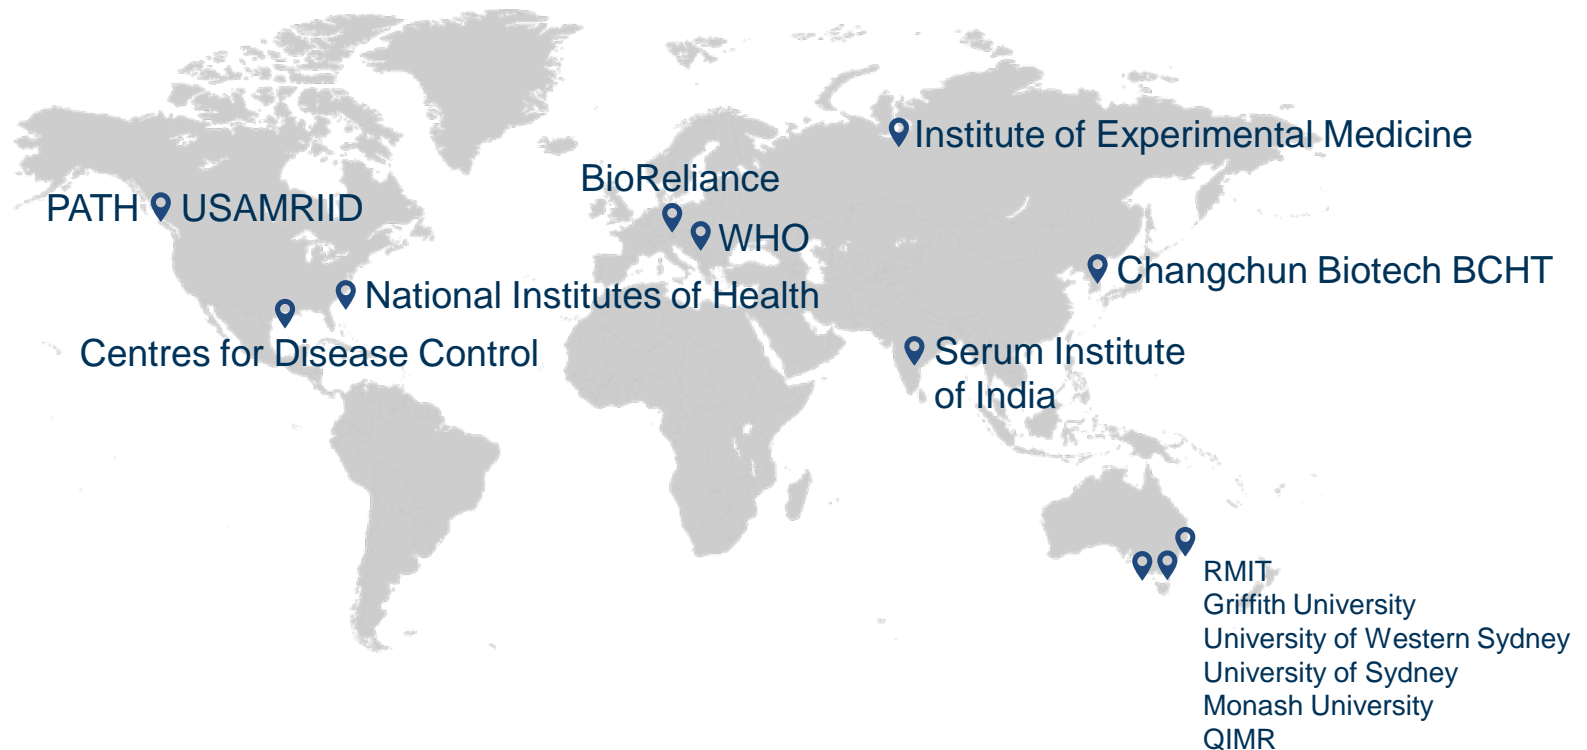 Institute of Experimental Medicine
BioReliance
PATH USAMRIID
WHO
Changchun Biotech BCHT
National Institutes of Health
Centres for Disease Control
Serum Institute
of India
RMIT
Griffith University
University of Western Sydney
University of Sydney
Monash University
QIMR